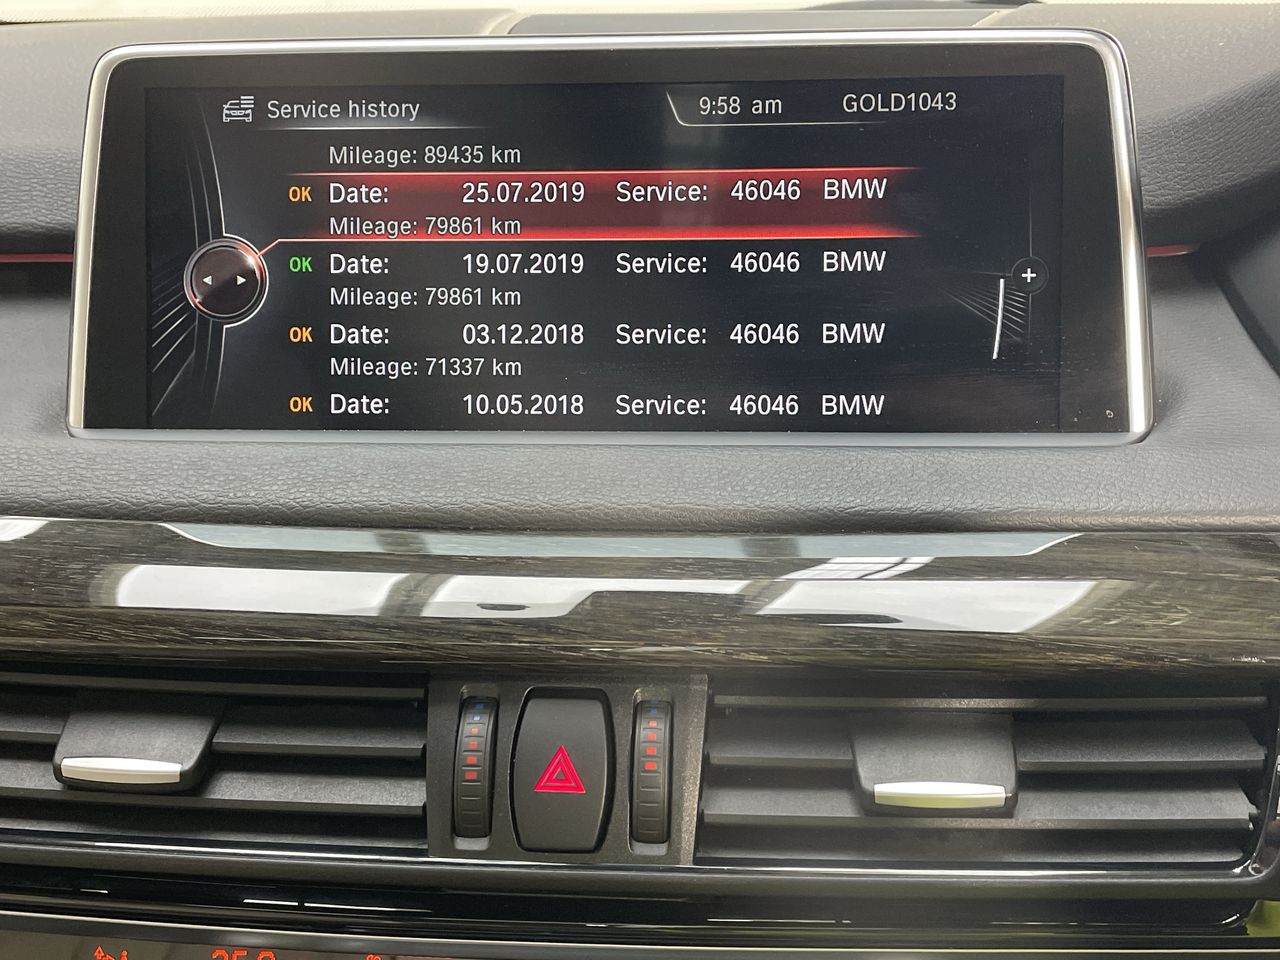 Service history 9:58 am GOLD1043
Mileage: 89435 km
OK Date: 25.07.2019 Service: 46046 BMW
Mileage: 79861 km
OK Date: 19.07.2019 Service: 46046 BMW
Mileage: 79861 km
OK Date: 03.12.2018 Service: 46046 BMW
Mileage: 71337 km
OK Date: 10.05.2018 Service: 46046 BMW